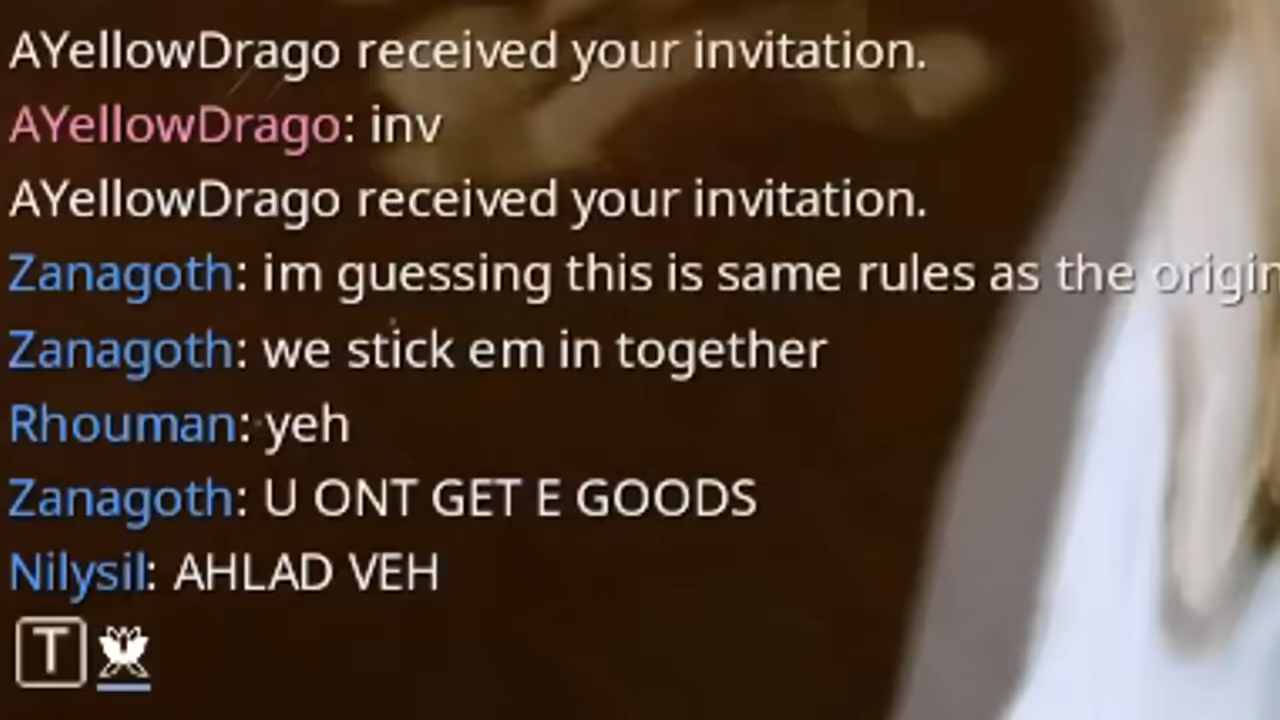 AYellowDrago received your invitation.
AYellowDrago: inv
AYellowDrago received your invitation.
Zanagoth: im guessing this is same rules as the origin
Zanagoth: we stick em in together
Rhouman: yeh
Zanagoth: U ONT GET E GOODS
Nilysil: AHLAD VEH
T